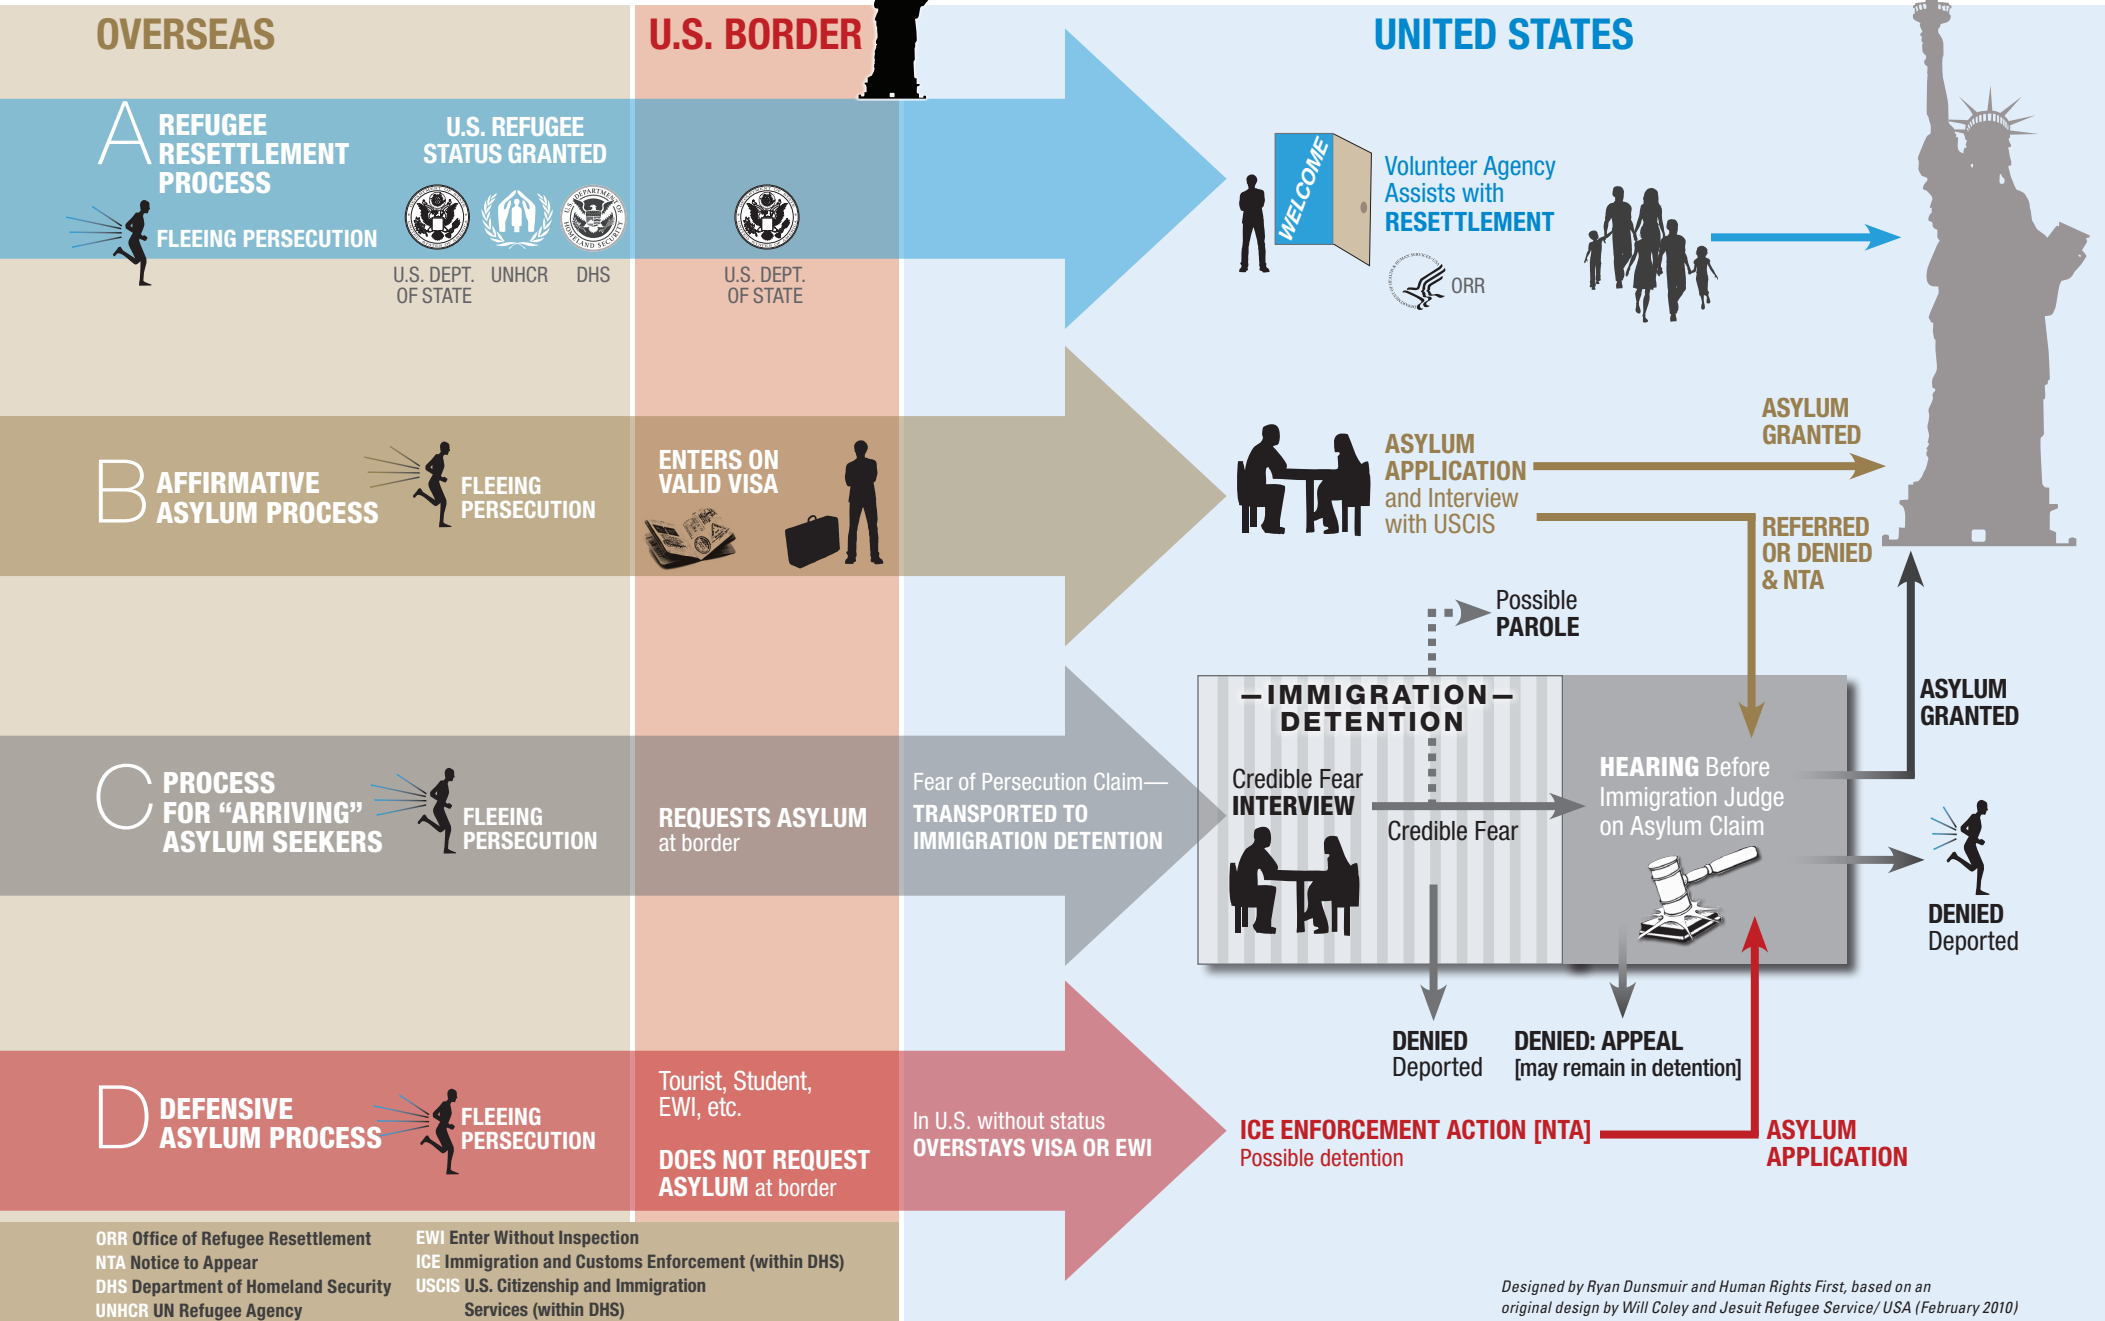 OVERSEAS
U.S. BORDER
UNITED STATES
A REFUGEE
RESETTLEMENT
PROCESS
FLEEING PERSECUTION
U.S. REFUGEE
STATUS GRANTED
U.S. DEPT.
OF STATE
UNHCR
DHS
U.S. DEPT.
OF STATE
WELCOME
Volunteer Agency
Assists with
RESETTLEMENT
ORR
B AFFIRMATIVE
ASYLUM PROCESS
FLEEING
PERSECUTION
ENTERS ON
VALID VISA
ASYLUM
APPLICATION
and Interview
with USCIS
ASYLUM
GRANTED
REFERRED
OR DENIED
& NTA
Possible
PAROLE
C PROCESS
FOR “ARRIVING”
ASYLUM SEEKERS
FLEEING
PERSECUTION
REQUESTS ASYLUM
at border
Fear of Persecution Claim—
TRANSPORTED TO
IMMIGRATION DETENTION
—IMMIGRATION—
DETENTION
Credible Fear
INTERVIEW
Credible Fear
HEARING Before
Immigration Judge
on Asylum Claim
ASYLUM
GRANTED
DENIED
Deported
DENIED
Deported
DENIED: APPEAL
[may remain in detention]
D DEFENSIVE
ASYLUM PROCESS
FLEEING
PERSECUTION
Tourist, Student,
EWI, etc.
DOES NOT REQUEST
ASYLUM at border
In U.S. without status
OVERSTAYS VISA OR EWI
ICE ENFORCEMENT ACTION [NTA]
Possible detention
ASYLUM
APPLICATION
ORR Office of Refugee Resettlement
NTA Notice to Appear
DHS Department of Homeland Security
UNHCR UN Refugee Agency
EWI Enter Without Inspection
ICE Immigration and Customs Enforcement (within DHS)
USCIS U.S. Citizenship and Immigration
Services (within DHS)
Designed by Ryan Dunsmuir and Human Rights First, based on an
original design by Will Coley and Jesuit Refugee Service/ USA (February 2010)